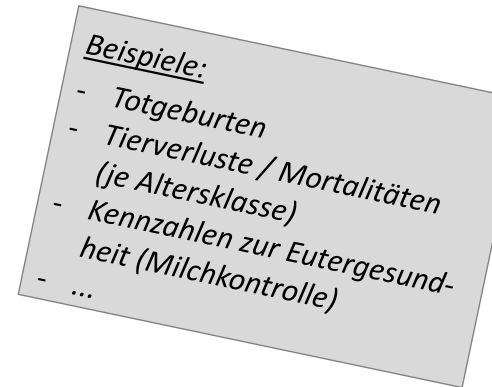 Beispiele:
- Totgeburten
- Tierverluste / Mortalitäten
(je Altersklasse)
- Kennzahlen zur Eutergesund-
heit (Milchkontrolle)
- ...